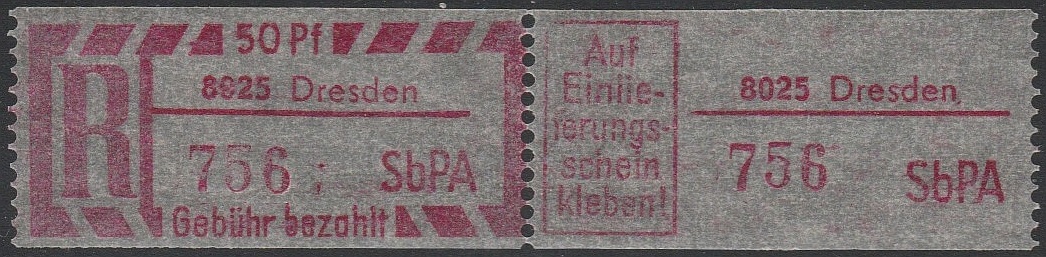 50 Pf
R
8025 Dresden
756 ;
SbPA
Gebühr bezahlt
Auf
Einlie-
ferungs-
schein
kleben!
8025 Dresden
756
SbPA